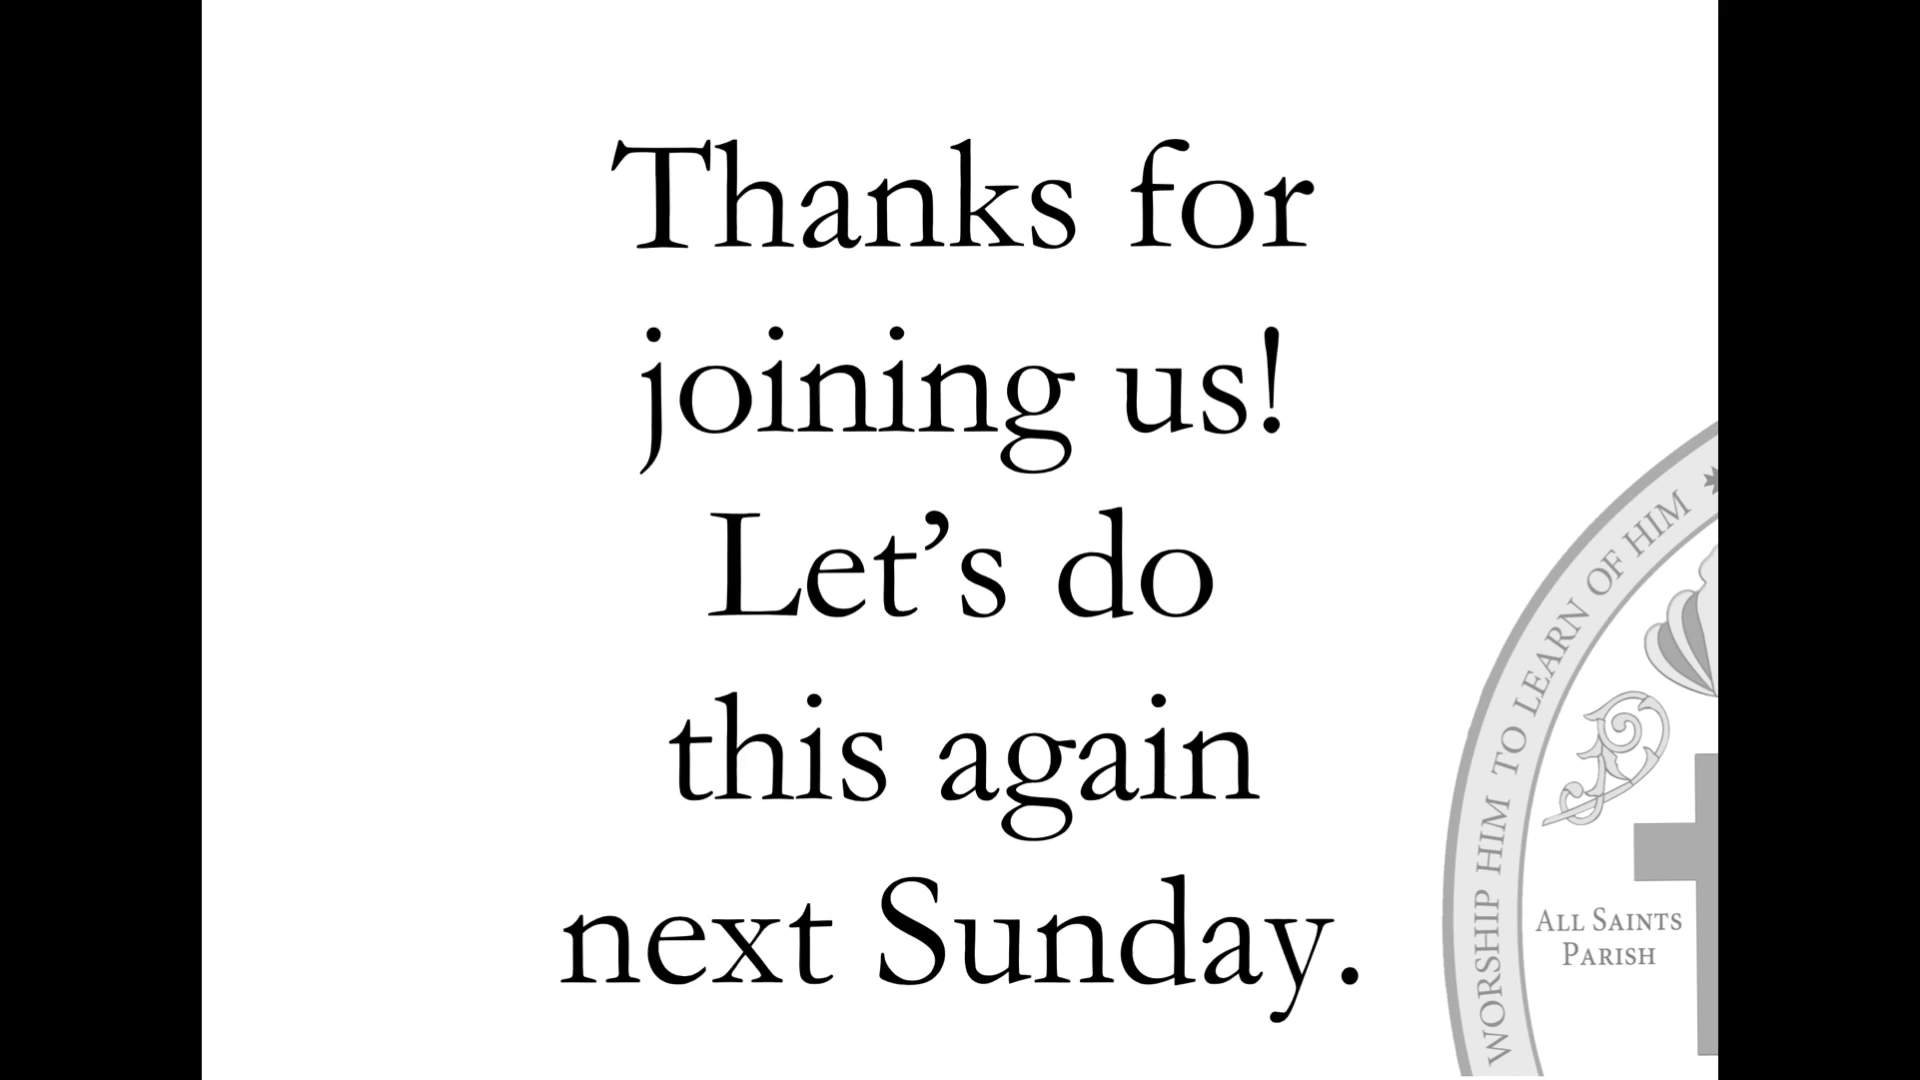 Thanks for
joining us!
Let’s do
this again
next Sunday.
WORSHIP HIM TO LEARN OF HIM
ALL SAINTS
PARISH